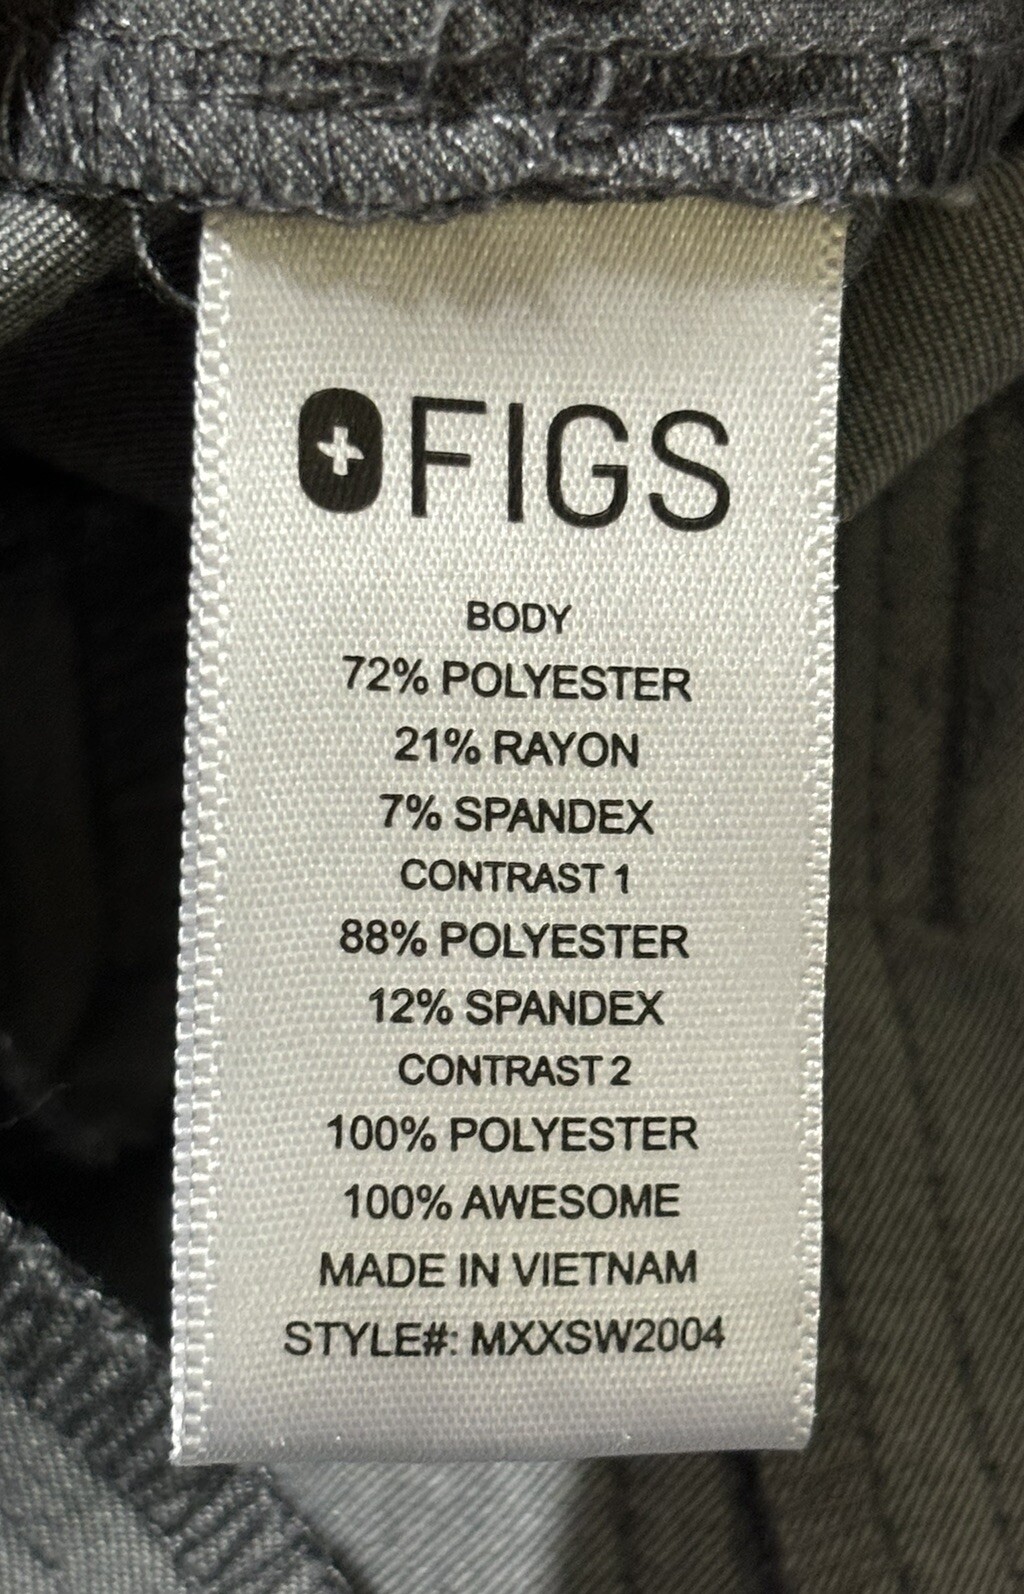 FIGS
BODY
72% POLYESTER
21% RAYON
7% SPANDEX
CONTRAST 1
88% POLYESTER
12% SPANDEX
CONTRAST 2
100% POLYESTER
100% AWESOME
MADE IN VIETNAM
STYLE#: MXXSW2004